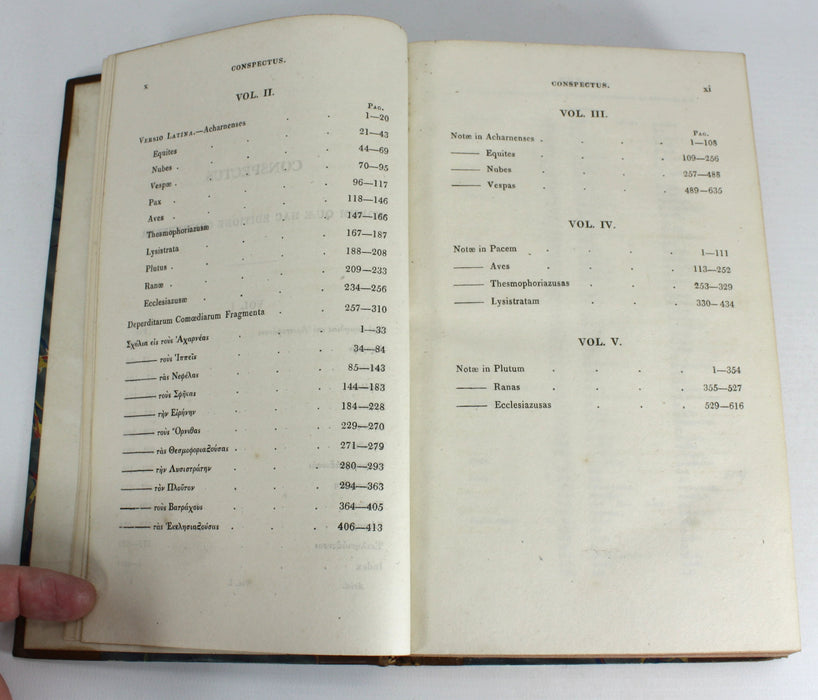 x
CONSPECTUS.
VOL. II.
Pag.
VERSIO LATINA.—Acharnenses . . 1—20
Equites . . . . 21—43
Nubes . . . . 44—69
Vespæ . . . . 70—95
Pax . . . . 96—117
Aves . . . . 118—146
Thesmophoriazusæ . . . 147—166
Lysistrata . . . . 167—187
Plutus . . . . 188—208
Ranæ . . . . 209—233
Ecclesiazusæ . . . . 234—256
Deperditarum Comœdiarum Fragmenta . . 257—310
Σχόλια εἰς τοὺς Ἀχαρνέας . . . 1—33
——— τοὺς Ἱππεῖς . . . 34—84
——— τὰς Νεφέλας . . . 85—143
——— τοὺς Σφῆκας . . . 144—183
——— τὴν Εἰρήνην . . . 184—228
——— τοὺς Ὄρνιθας . . . 229—270
——— τὰς Θεσμοφοριαζούσας . . . 271—279
——— τὴν Λυσιστράτην . . . 280—293
——— τὸν Πλοῦτον . . . 294—363
——— τοὺς Βατράχους . . . 364—405
——— τὰς Ἐκκλησιαζούσας . . . 406—413
CONSPECTUS.
xi
VOL. III.
Pag.
Notæ in Acharnenses . . . . 1—108
——— Equites . . . . 109—256
——— Nubes . . . . 257—488
——— Vespas . . . . 489—635
VOL. IV.
Notæ in Pacem . . . . 1—111
——— Aves . . . . 113—252
——— Thesmophoriazusas . . . 253—329
——— Lysistratam . . . 330—434
VOL. V.
Notæ in Plutum . . . . 1—354
——— Ranas . . . . 355—527
——— Ecclesiazusas . . . 529—616